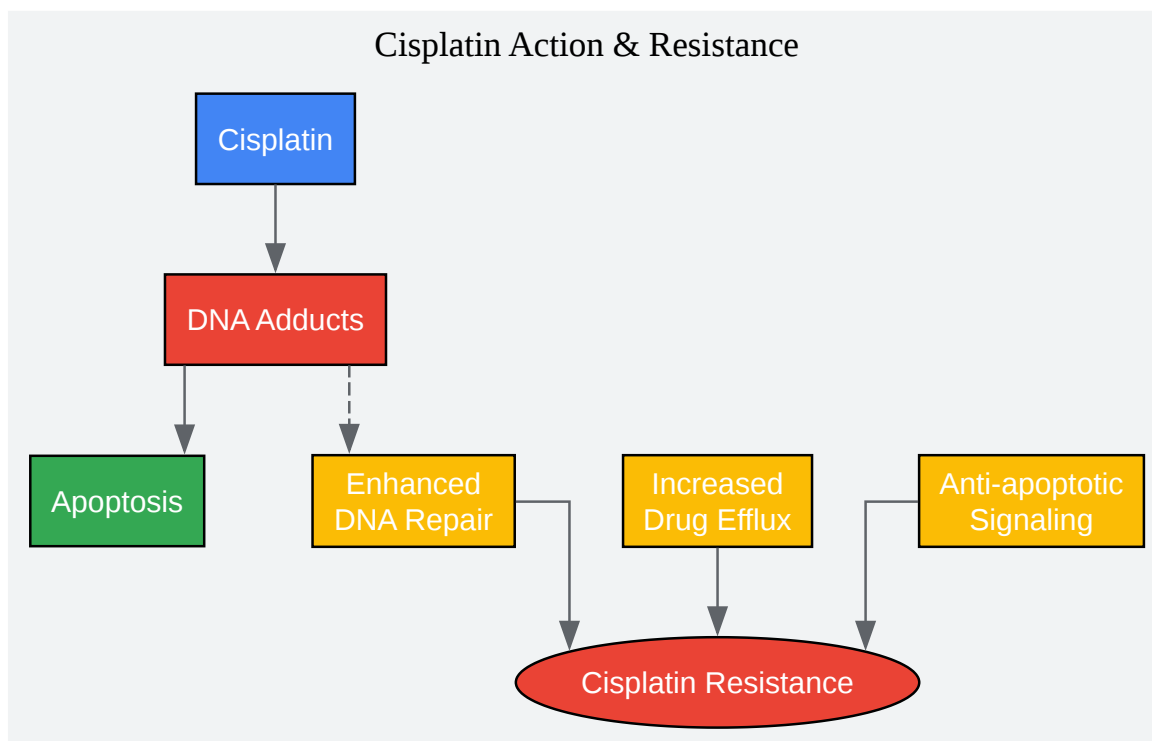 Cisplatin Action & Resistance
Cisplatin
DNA Adducts
Apoptosis
Enhanced
DNA Repair
Increased
Drug Efflux
Anti-apoptotic
Signaling
Cisplatin Resistance